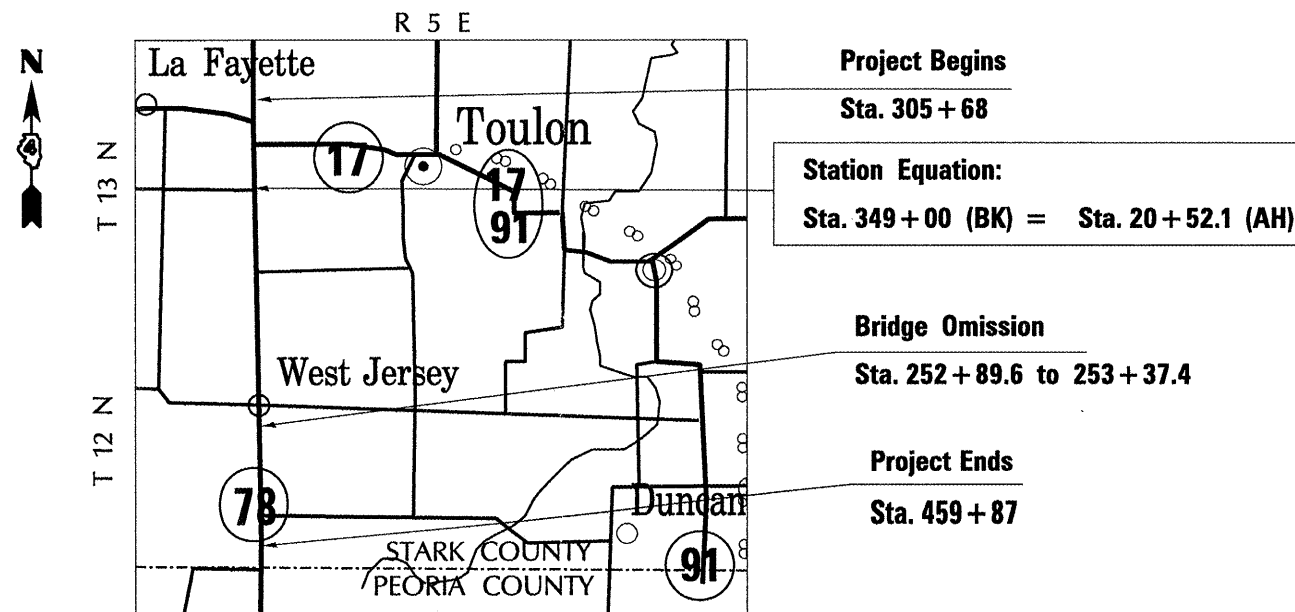 R 5 E
N
4
La Fayette
Project Begins
Sta. 305+68
Toulon
17
T 13 N
Station Equation:
Sta. 349+00 (BK) = Sta. 20+52.1 (AH)
17
91
Bridge Omission
Sta. 252+89.6 to 253+37.4
West Jersey
T 12 N
Project Ends
Sta. 459+87
78
Duncan
STARK COUNTY
PEORIA COUNTY
91